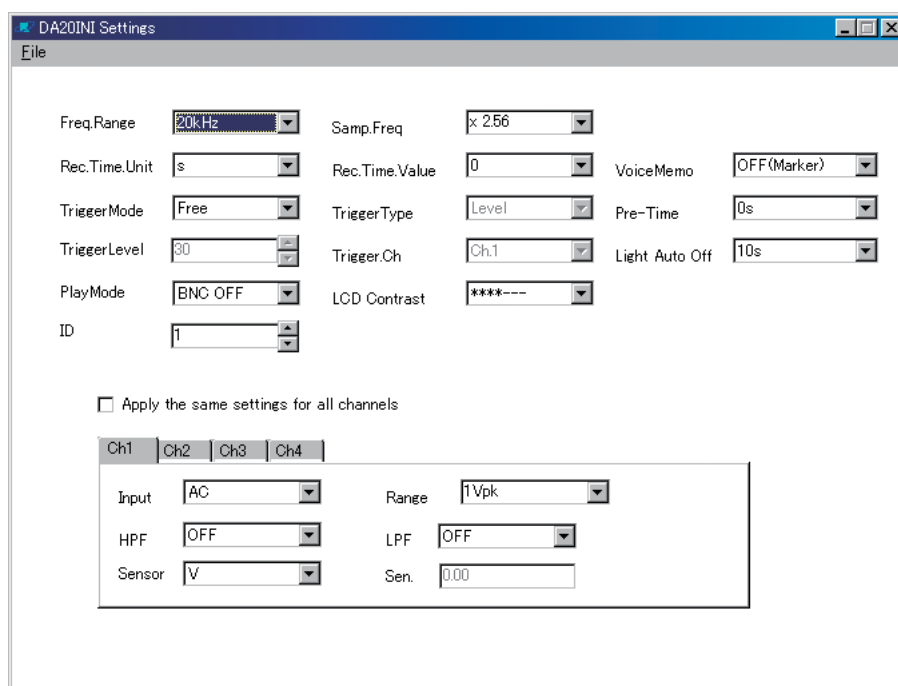 DA20INI Settings
File
Freq.Range 20kHz Samp.Freq x 2.56
Rec.Time.Unit s Rec.Time.Value 0 VoiceMemo OFF(Marker)
TriggerMode Free TriggerType Level Pre-Time 0s
TriggerLevel 30 Trigger.Ch Ch.1 Light Auto Off 10s
PlayMode BNC OFF LCD Contrast ****---
ID 1
Apply the same settings for all channels
Ch1 Ch2 Ch3 Ch4
Input AC Range 1Vpk
HPF OFF LPF OFF
Sensor V Sen. 0.00